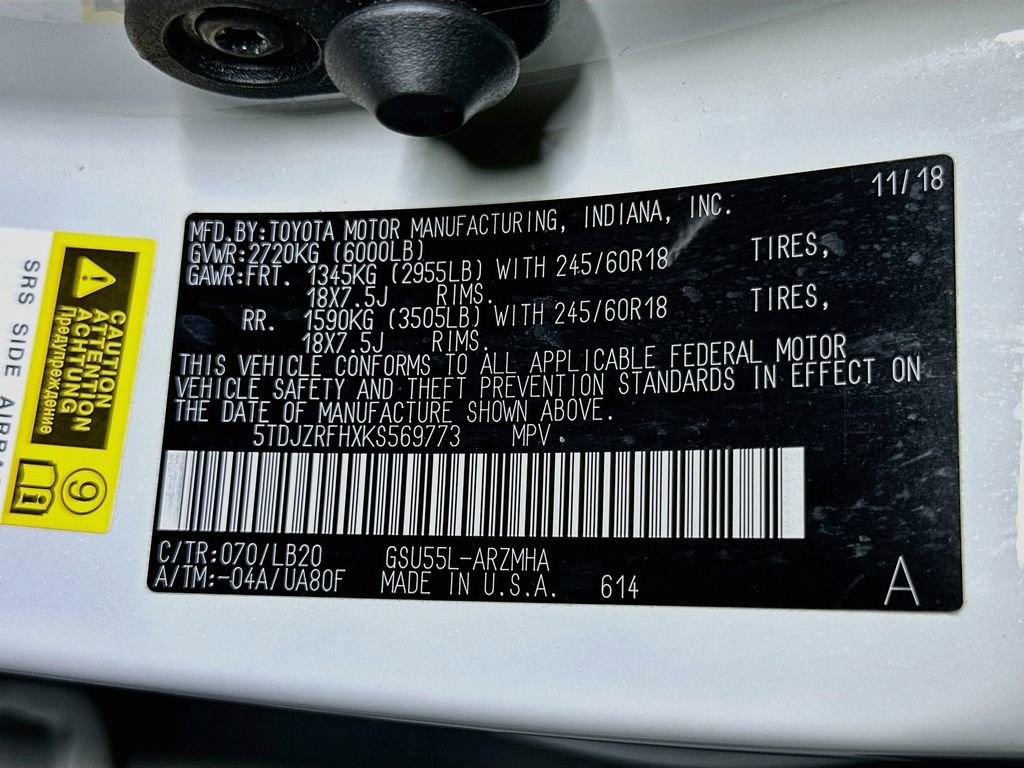 11/18
MFD.BY:TOYOTA MOTOR MANUFACTURING, INDIANA, INC.
GVWR:2720KG (6000LB)
GAWR:FRT. 1345KG (2955LB) WITH 245/60R18 TIRES,
18X7.5J RIMS.
RR. 1590KG (3505LB) WITH 245/60R18 TIRES,
18X7.5J RIMS.
THIS VEHICLE CONFORMS TO ALL APPLICABLE FEDERAL MOTOR
VEHICLE SAFETY AND THEFT PREVENTION STANDARDS IN EFFECT ON
THE DATE OF MANUFACTURE SHOWN ABOVE.
5TDJZRFHXKS569773 MPV
C/TR:070/LB20 GSU55L-ARZMHA
A/TM:-04A/UA80F MADE IN U.S.A. 614
A
CAUTION
ATTENTION
ACHTUNG
Предупреждение
9
SRS SIDE